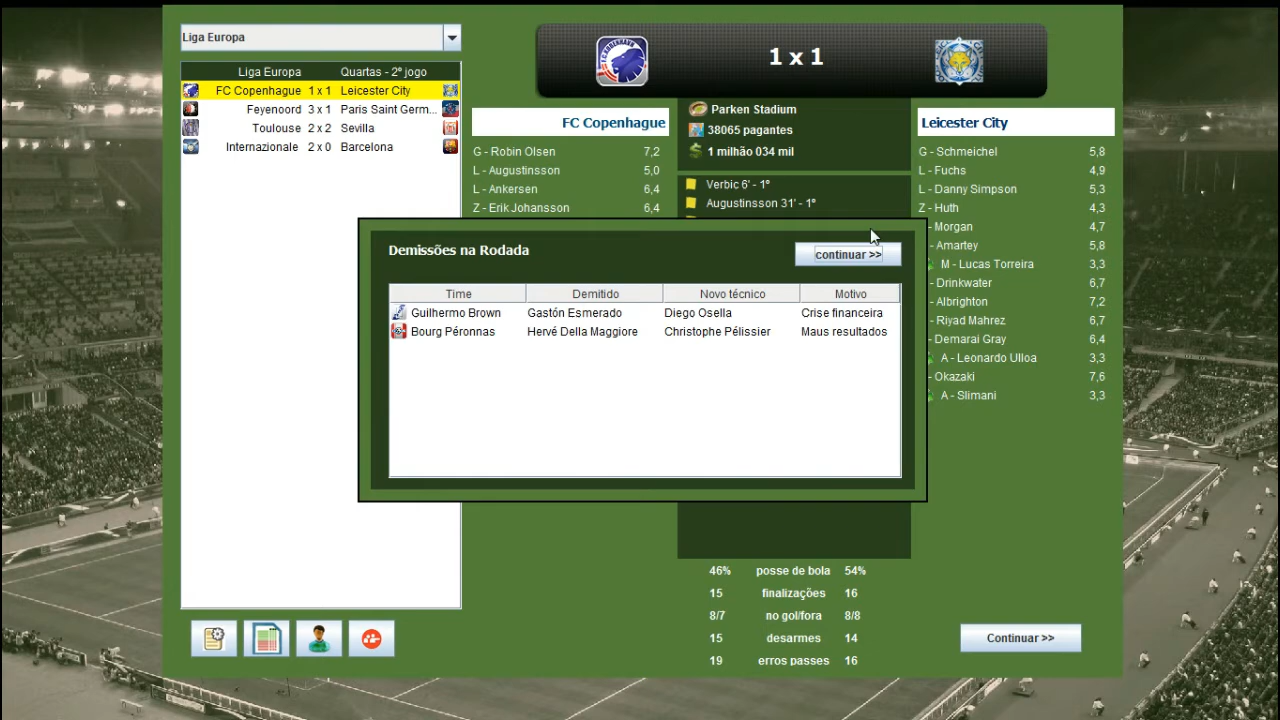 Liga Europa
1 x 1
Liga Europa Quartas - 2º jogo
FC Copenhague 1 x 1 Leicester City
Feyenoord 3 x 1 Paris Saint Germ...
Toulouse 2 x 2 Sevilla
Internazionale 2 x 0 Barcelona
FC Copenhague
G - Robin Olsen 7,2
L - Augustinsson 5,0
L - Ankersen 6,4
Z - Erik Johansson 6,4
Parken Stadium
38065 pagantes
1 milhão 034 mil
Verbic 6' - 1º
Augustinsson 31' - 1º
Leicester City
G - Schmeichel 5,8
L - Fuchs 4,9
L - Danny Simpson 5,3
Z - Huth 4,3
- Morgan 4,7
- Amartey 5,8
M - Lucas Torreira 3,3
- Drinkwater 6,7
- Albrighton 7,2
- Riyad Mahrez 6,7
- Demarai Gray 6,4
A - Leonardo Ulloa 3,3
- Okazaki 7,6
A - Slimani 3,3
Demissões na Rodada
continuar >>
Time Demitido Novo técnico Motivo
Guilhermo Brown Gastón Esmerado Diego Osella Crise financeira
Bourg Péronnas Hervé Della Maggiore Christophe Pélissier Maus resultados
46% posse de bola 54%
15 finalizações 16
8/7 no gol/fora 8/8
15 desarmes 14
19 erros passes 16
Continuar >>